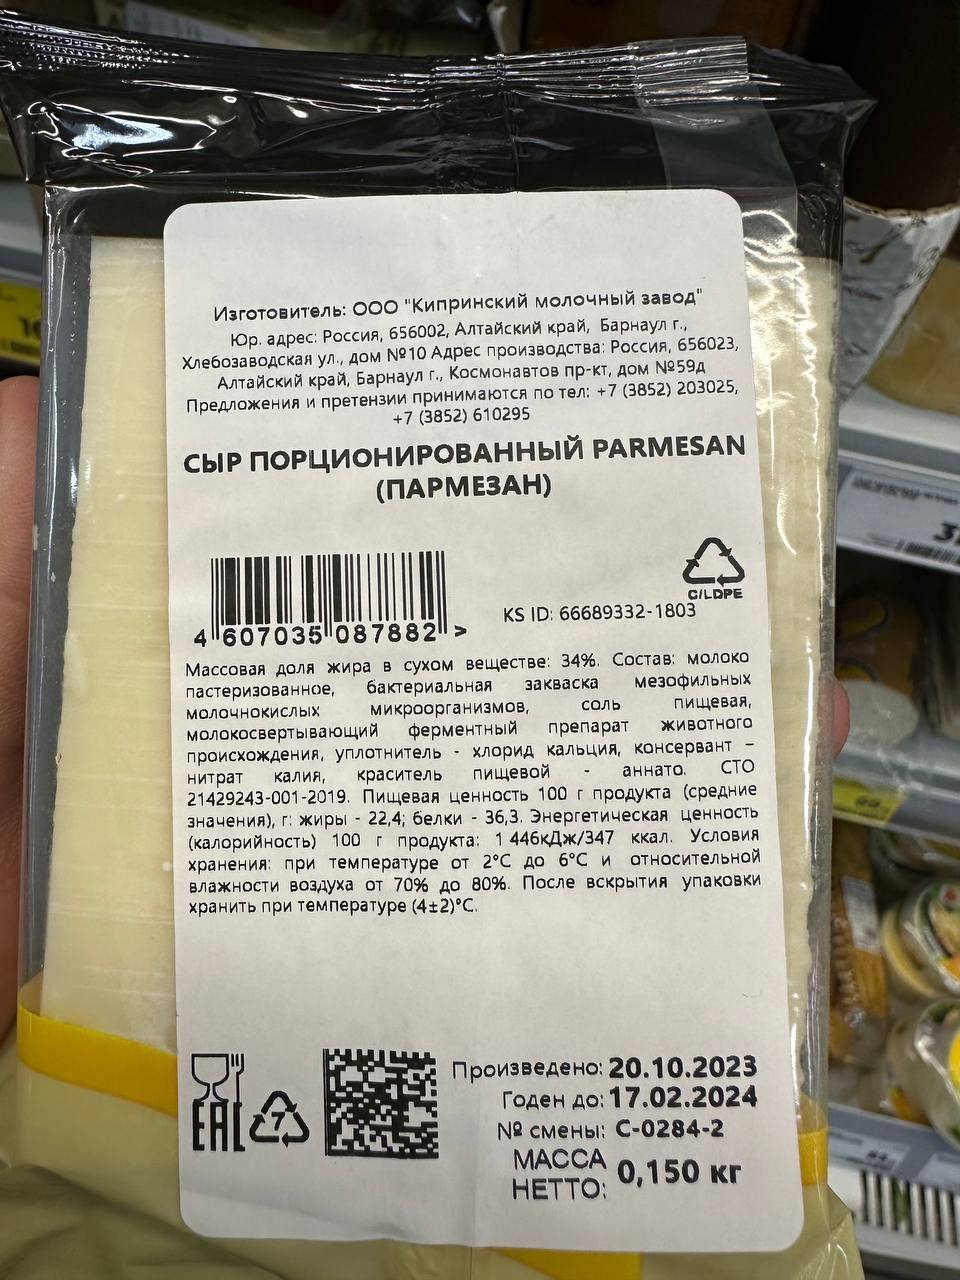 Изготовитель: ООО "Кипринский молочный завод"
Юр. адрес: Россия, 656002, Алтайский край, Барнаул г.,
Хлебозаводская ул., дом №10 Адрес производства: Россия, 656023,
Алтайский край, Барнаул г., Космонавтов пр-кт, дом №59д
Предложения и претензии принимаются по тел: +7 (3852) 203025,
+7 (3852) 610295
СЫР ПОРЦИОНИРОВАННЫЙ PARMESAN
(ПАРМЕЗАН)
C/LDPE
KS ID: 66689332-1803
4 607035 087882 >
Массовая доля жира в сухом веществе: 34%. Состав: молоко
пастеризованное, бактериальная закваска мезофильных
молочнокислых микроорганизмов, соль пищевая,
молокосвертывающий ферментный препарат животного
происхождения, уплотнитель - хлорид кальция, консервант –
нитрат калия, краситель пищевой - аннато. СТО
21429243-001-2019. Пищевая ценность 100 г продукта (средние
значения), г: жиры - 22,4; белки - 36,3. Энергетическая ценность
(калорийность) 100 г продукта: 1 446кДж/347 ккал. Условия
хранения: при температуре от 2°С до 6°С и относительной
влажности воздуха от 70% до 80%. После вскрытия упаковки
хранить при температуре (4±2)°С.
EAC
7
Произведено: 20.10.2023
Годен до: 17.02.2024
№ смены: С-0284-2
МАССА
НЕТТО: 0,150 кг